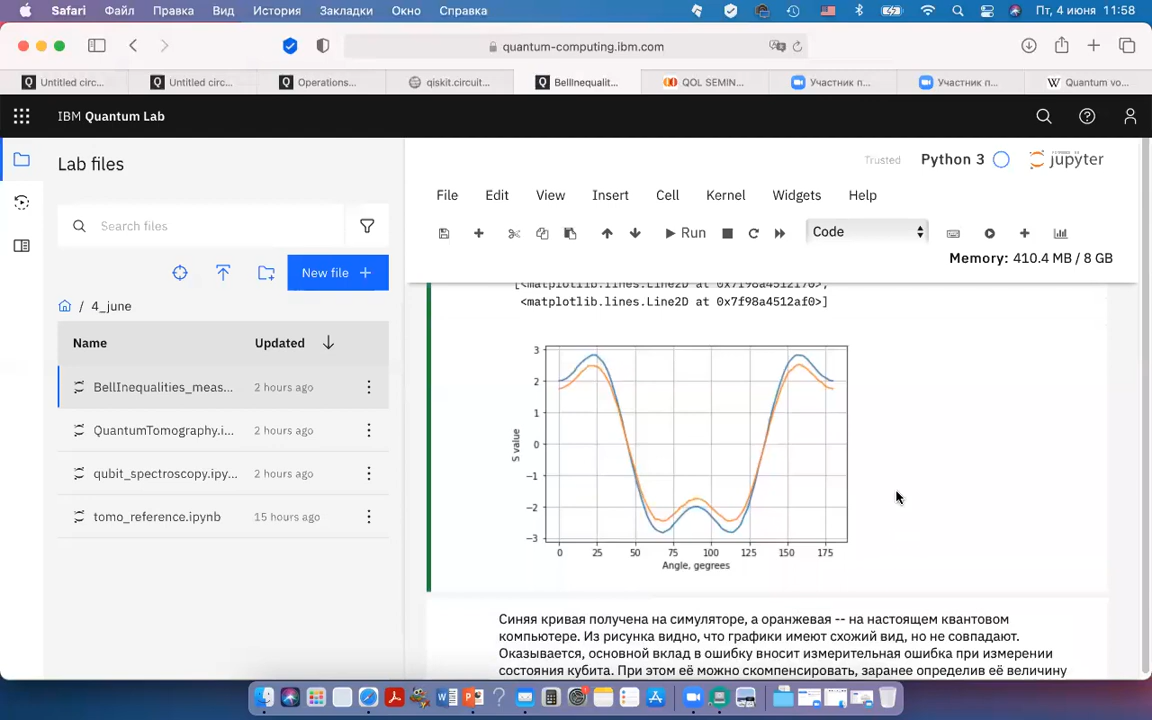 Safari Файл Правка Вид История Закладки Окно Справка Пт, 4 июня 11:58
quantum-computing.ibm.com
Untitled circ... Untitled circ... Operations... qiskit.circuit... BellInequalit... QOL SEMIN... Участник п... Участник п... Quantum vo...
IBM Quantum Lab
Lab files
Search files
New file +
/ 4_june
Name Updated
BellInequalities_meas... 2 hours ago
QuantumTomography.i... 2 hours ago
qubit_spectroscopy.ipy... 2 hours ago
tomo_reference.ipynb 15 hours ago
Trusted Python 3 jupyter
File Edit View Insert Cell Kernel Widgets Help
Run Code
Memory: 410.4 MB / 8 GB
<matplotlib.lines.Line2D at 0x7f98a4512af0>]
3
2
1
0
−1
−2
−3
S value
0 25 50 75 100 125 150 175
Angle, gegrees
Синяя кривая получена на симуляторе, а оранжевая -- на настоящем квантовом
компьютере. Из рисунка видно, что графики имеют схожий вид, но не совпадают.
Оказывается, основной вклад в ошибку вносит измерительная ошибка при измерении
состояния кубита. При этом её можно скомпенсировать, заранее определив её величину